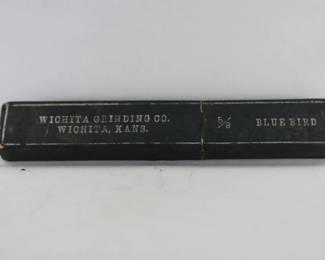 WICHITA GRINDING CO.
WICHITA, KANS.
5/8
BLUE BIRD